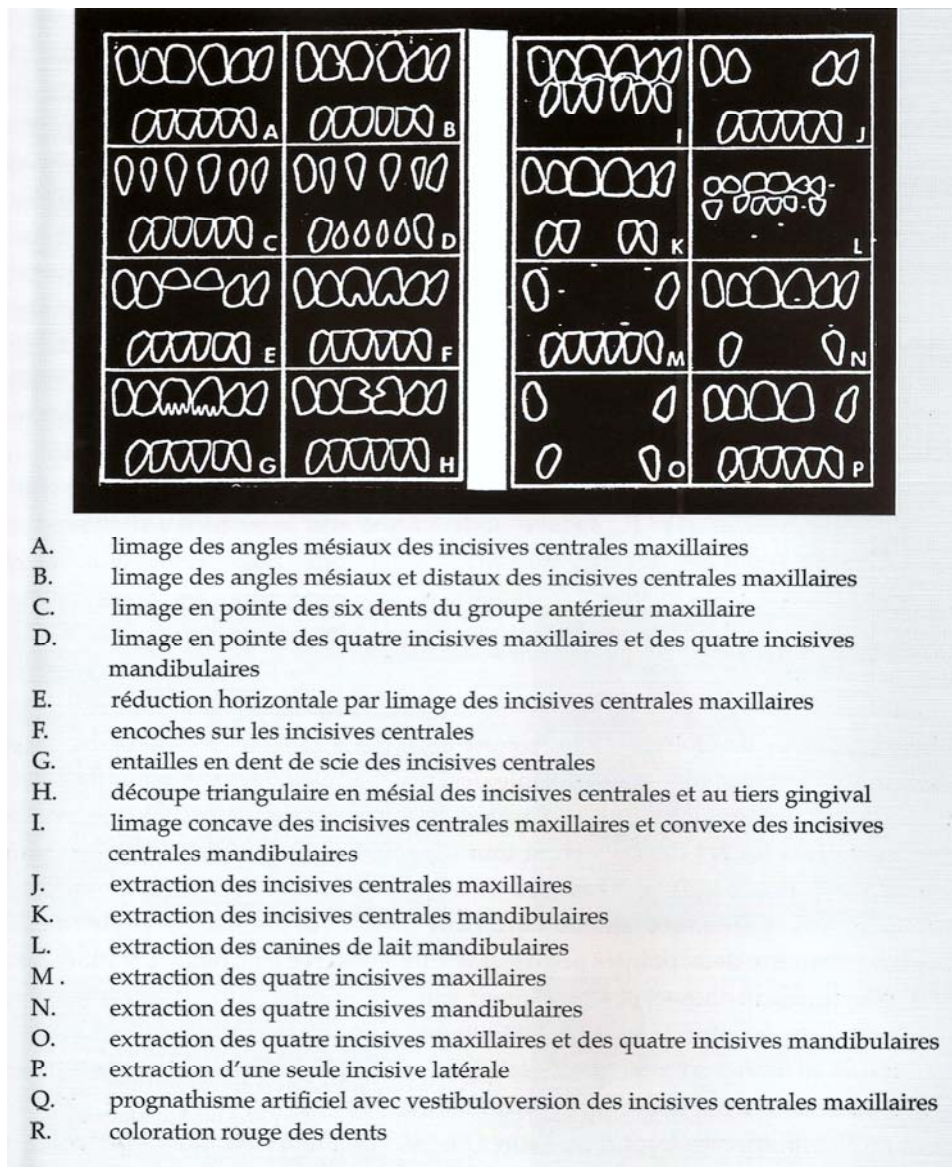 A
B
C
D
E
F
G
H
I
J
K
L
M
N
O
P
A. limage des angles mésiaux des incisives centrales maxillaires
B. limage des angles mésiaux et distaux des incisives centrales maxillaires
C. limage en pointe des six dents du groupe antérieur maxillaire
D. limage en pointe des quatre incisives maxillaires et des quatre incisives
mandibulaires
E. réduction horizontale par limage des incisives centrales maxillaires
F. encoches sur les incisives centrales
G. entailles en dent de scie des incisives centrales
H. découpe triangulaire en mésial des incisives centrales et au tiers gingival
I. limage concave des incisives centrales maxillaires et convexe des incisives
centrales mandibulaires
J. extraction des incisives centrales maxillaires
K. extraction des incisives centrales mandibulaires
L. extraction des canines de lait mandibulaires
M . extraction des quatre incisives maxillaires
N. extraction des quatre incisives mandibulaires
O. extraction des quatre incisives maxillaires et des quatre incisives mandibulaires
P. extraction d'une seule incisive latérale
Q. prognathisme artificiel avec vestibuloversion des incisives centrales maxillaires
R. coloration rouge des dents